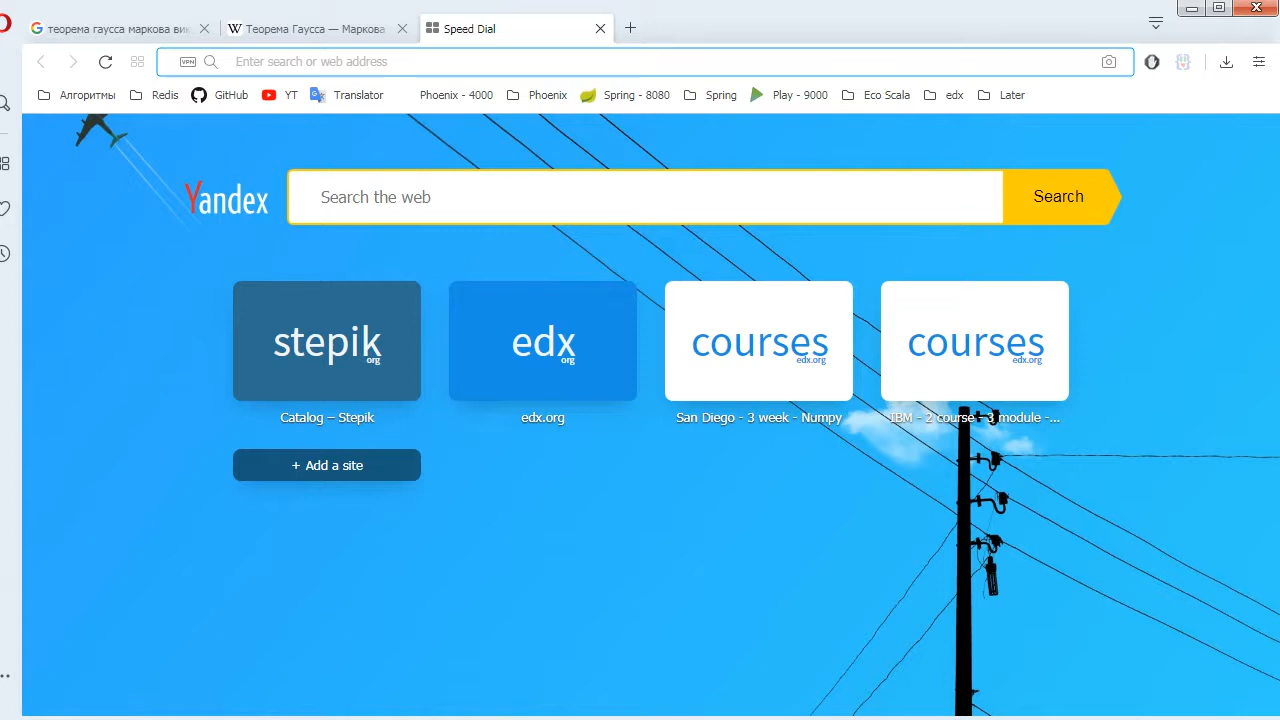 теорема гаусса маркова вик
Теорема Гаусса — Маркова
Speed Dial
VPN
Enter search or web address
Алгоритмы
Redis
GitHub
YT
Translator
Phoenix - 4000
Phoenix
Spring - 8080
Spring
Play - 9000
Eco Scala
edx
Later
Yandex
Search the web
Search
stepik
org
edx
org
courses
edx.org
courses
edx.org
Catalog – Stepik
edx.org
San Diego - 3 week - Numpy
IBM - 2 course - 3 module -...
+ Add a site